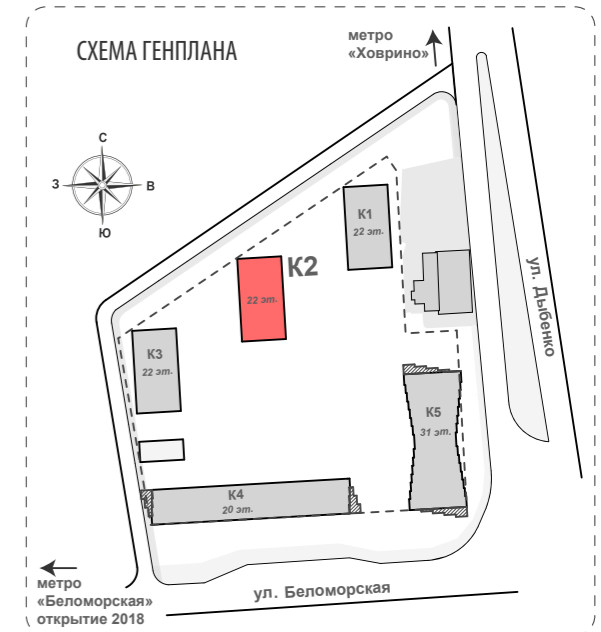 СХЕМА ГЕНПЛАНА
метро
«Ховрино»
С
З
В
Ю
К1
22 эт.
К2
22 эт.
ул. Дыбенко
К3
22 эт.
К5
31 эт.
К4
20 эт.
метро
«Беломорская»
открытие 2018
ул. Беломорская